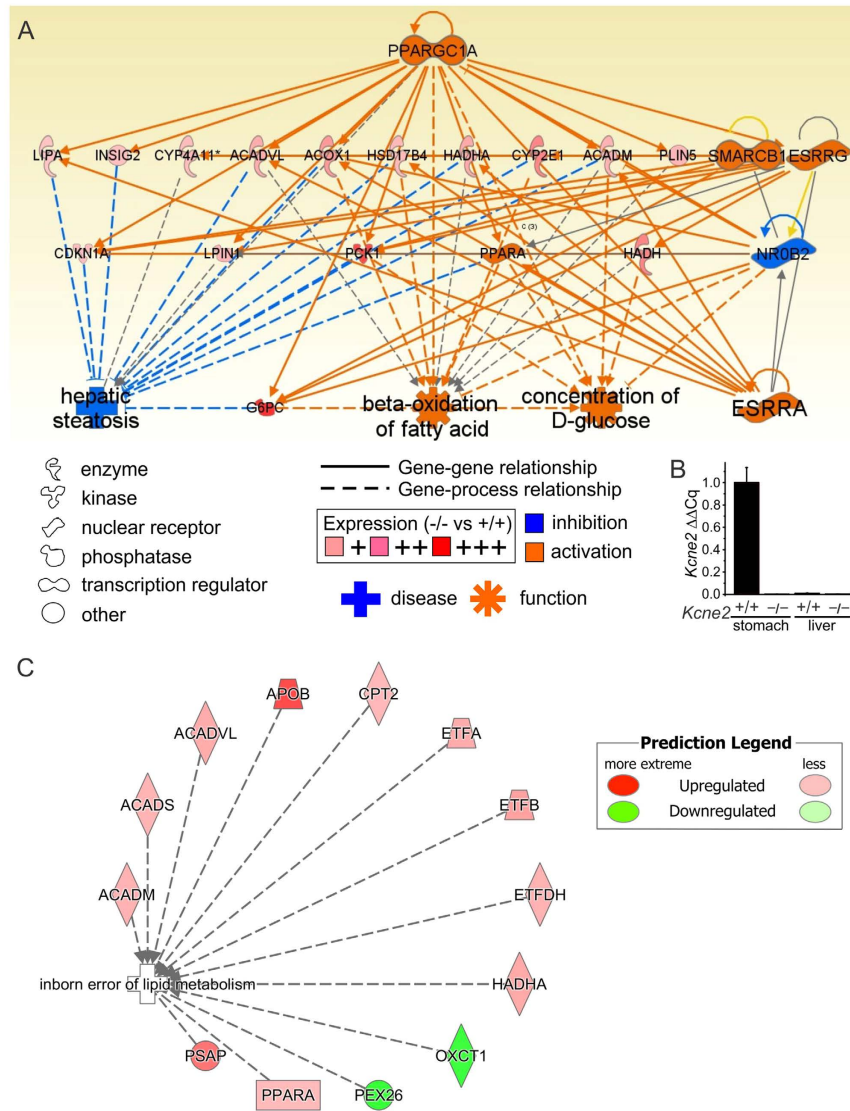 A
PPARGC1A
LIPA INSIG2 CYP4A11* ACADVL ACOX1 HSD17B4 HADHA CYP2E1 ACADM PLIN5 SMARCB1 ESRRG
C (3)
CDKN1A LPIN1 PCK1 PPARA HADH NR0B2
hepatic steatosis
G6PC
beta-oxidation of fatty acid
concentration of D-glucose
ESRRA
enzyme
kinase
nuclear receptor
phosphatase
transcription regulator
other
Gene-gene relationship
Gene-process relationship
Expression (-/- vs +/+)
+ ++ +++
inhibition
activation
disease
function
B
Kcne2 ΔΔCq
1.0
0.8
0.6
0.4
0.2
0.0
Kcne2 +/+ −/− +/+ −/−
stomach liver
C
APOB
CPT2
ACADVL
ETFA
ACADS
ETFB
ACADM
ETFDH
inborn error of lipid metabolism
HADHA
PSAP
OXCT1
PPARA
PEX26
Prediction Legend
more extreme less
Upregulated
Downregulated